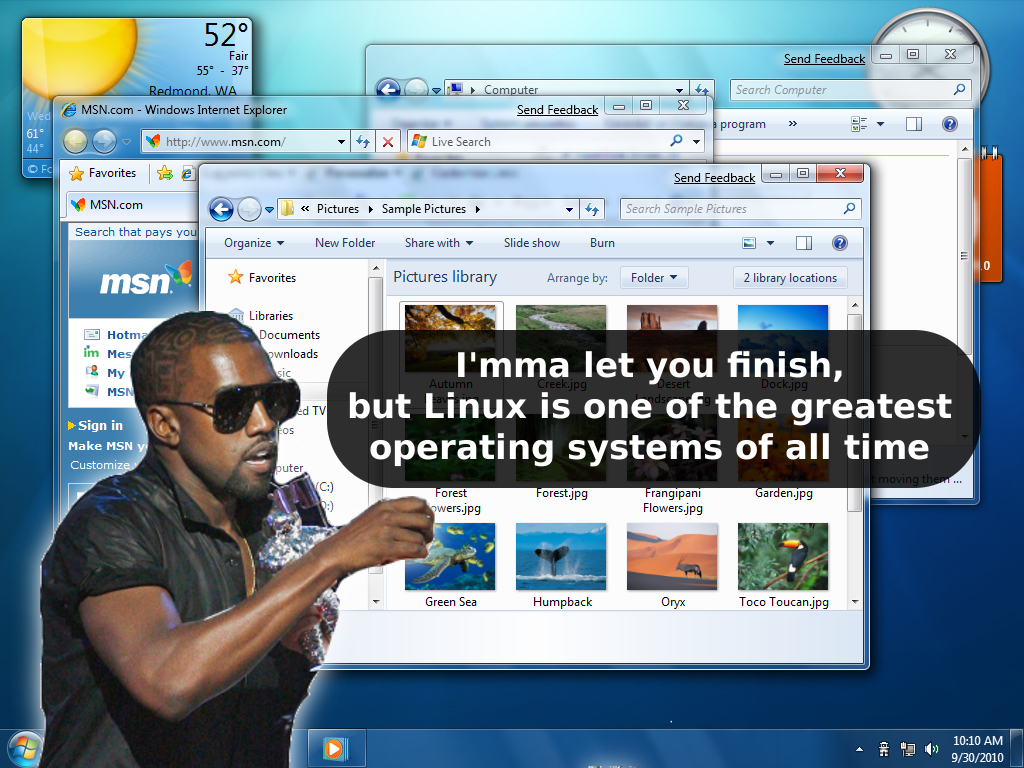 52°
Fair
55° - 37°
Redmond, WA
Wed
61°
44°
Send Feedback
Computer
Search Computer
a program »
MSN.com - Windows Internet Explorer
Send Feedback
http://www.msn.com/
Live Search
Favorites
MSN.com
Search that pays you
msn
Sign in
Send Feedback
« Pictures Sample Pictures
Search Sample Pictures
Organize New Folder Share with Slide show Burn
Favorites
Libraries
Documents
Pictures library
Arrange by: Folder
2 library locations
I'mma let you finish,
but Linux is one of the greatest
operating systems of all time
Autumn
Creek.jpg
Desert
Dock.jpg
Forest
Forest.jpg
Frangipani
Flowers.jpg
Garden.jpg
(C:)
Green Sea
Humpback
Oryx
Toco Toucan.jpg
moving them ...
10:10 AM
9/30/2010